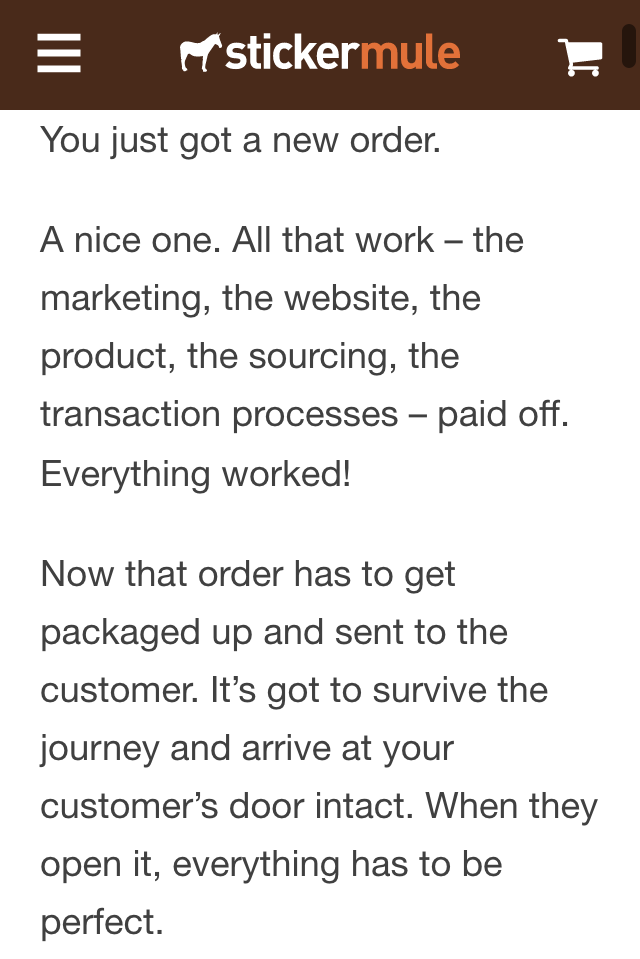 stickermule
You just got a new order.
A nice one. All that work – the
marketing, the website, the
product, the sourcing, the
transaction processes – paid off.
Everything worked!
Now that order has to get
packaged up and sent to the
customer. It’s got to survive the
journey and arrive at your
customer’s door intact. When they
open it, everything has to be
perfect.